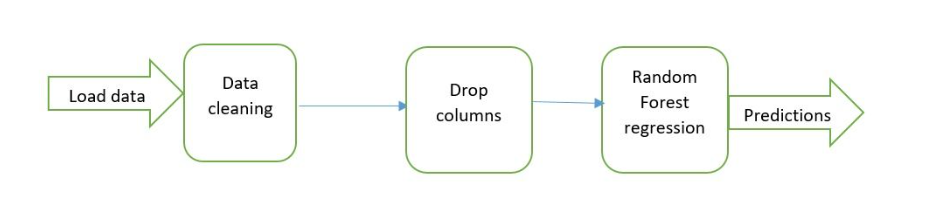 Load data
Data
cleaning
Drop
columns
Random
Forest
regression
Predictions